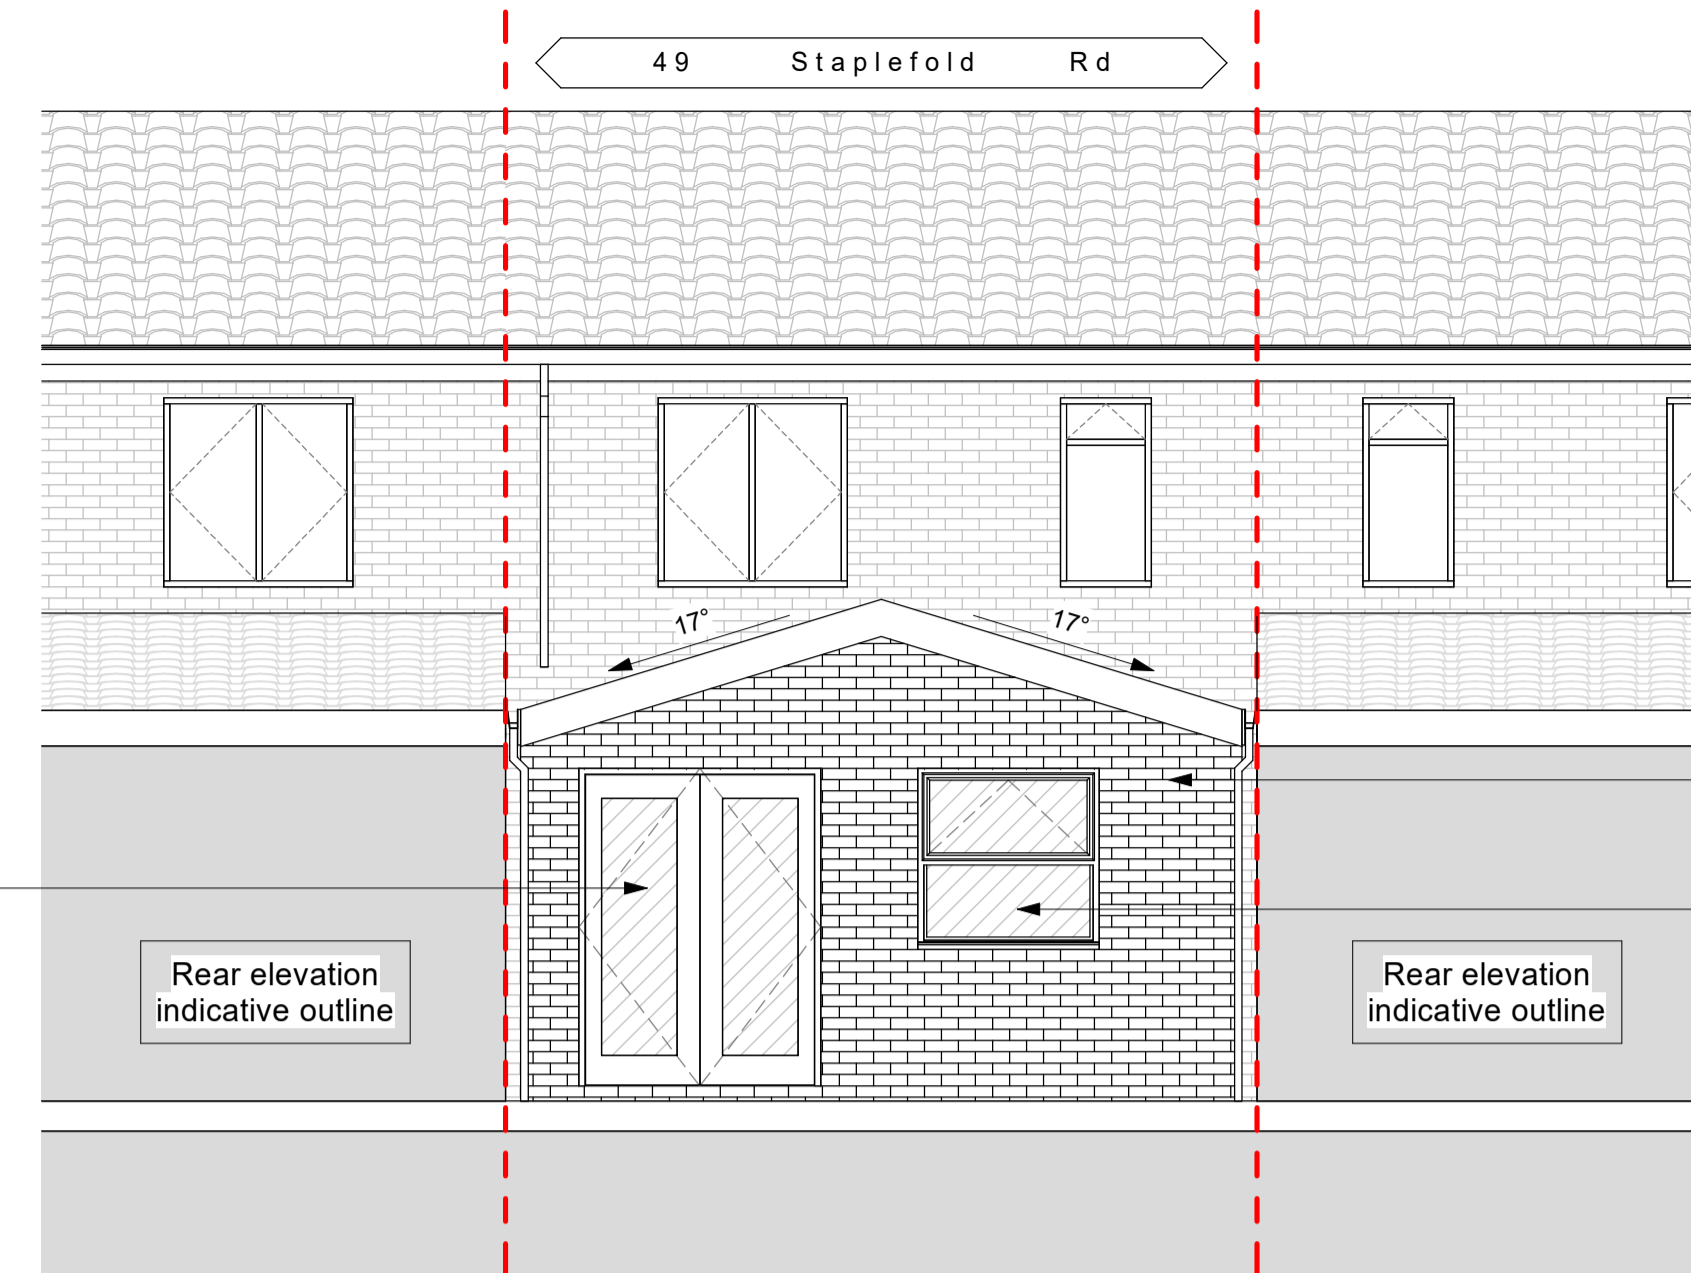 49 Staplefold Rd
17°
17°
Rear elevation
indicative outline
Rear elevation
indicative outline